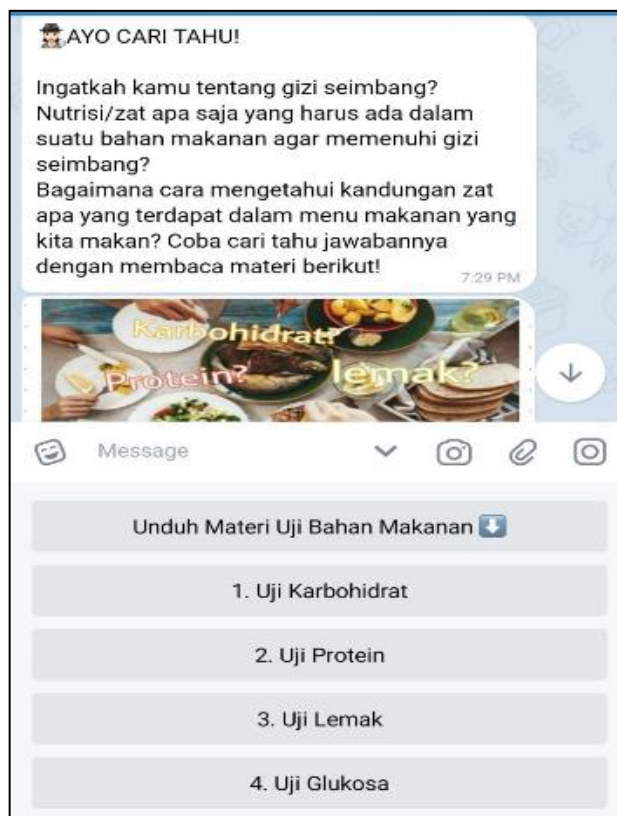 🕵🏻AYO CARI TAHU!
Ingatkah kamu tentang gizi seimbang?
Nutrisi/zat apa saja yang harus ada dalam
suatu bahan makanan agar memenuhi gizi
seimbang?
Bagaimana cara mengetahui kandungan zat
apa yang terdapat dalam menu makanan yang
kita makan? Coba cari tahu jawabannya
dengan membaca materi berikut!
7:29 PM
Karbohidrat?
Protein?
lemak?
Message
Unduh Materi Uji Bahan Makanan ⬇️
1. Uji Karbohidrat
2. Uji Protein
3. Uji Lemak
4. Uji Glukosa